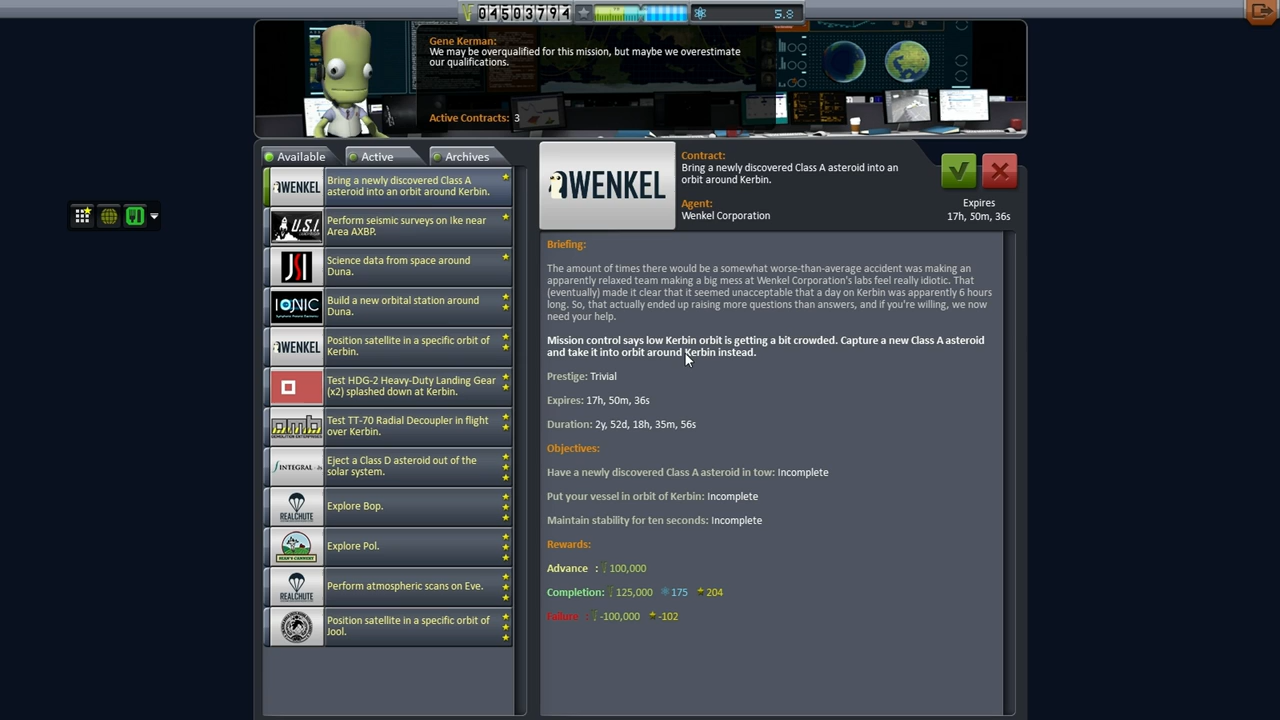 04503794
5.8
Gene Kerman:
We may be overqualified for this mission, but maybe we overestimate
our qualifications.
Active Contracts: 3
Available
Active
Archives
WENKEL
Bring a newly discovered Class A
asteroid into an orbit around Kerbin.
U.S.I.
Perform seismic surveys on Ike near
Area AXBP.
JSI
Science data from space around
Duna.
IONIC
Build a new orbital station around
Duna.
WENKEL
Position satellite in a specific orbit of
Kerbin.
Test HDG-2 Heavy-Duty Landing Gear
(x2) splashed down at Kerbin.
Test TT-70 Radial Decoupler in flight
over Kerbin.
INTEGRAL
Eject a Class D asteroid out of the
solar system.
REALCHUTE
Explore Bop.
Explore Pol.
REALCHUTE
Perform atmospheric scans on Eve.
Position satellite in a specific orbit of
Jool.
WENKEL
Contract:
Bring a newly discovered Class A asteroid into an
orbit around Kerbin.
Agent:
Wenkel Corporation
Expires
17h, 50m, 36s
Briefing:
The amount of times there would be a somewhat worse-than-average accident was making an
apparently relaxed team making a big mess at Wenkel Corporation's labs feel really idiotic. That
(eventually) made it clear that it seemed unacceptable that a day on Kerbin was apparently 6 hours
long. So, that actually ended up raising more questions than answers, and if you're willing, we now
need your help.
Mission control says low Kerbin orbit is getting a bit crowded. Capture a new Class A asteroid
and take it into orbit around Kerbin instead.
Prestige: Trivial
Expires: 17h, 50m, 36s
Duration: 2y, 52d, 18h, 35m, 56s
Objectives:
Have a newly discovered Class A asteroid in tow: Incomplete
Put your vessel in orbit of Kerbin: Incomplete
Maintain stability for ten seconds: Incomplete
Rewards:
Advance : 100,000
Completion: 125,000 175 204
Failure : -100,000 -102